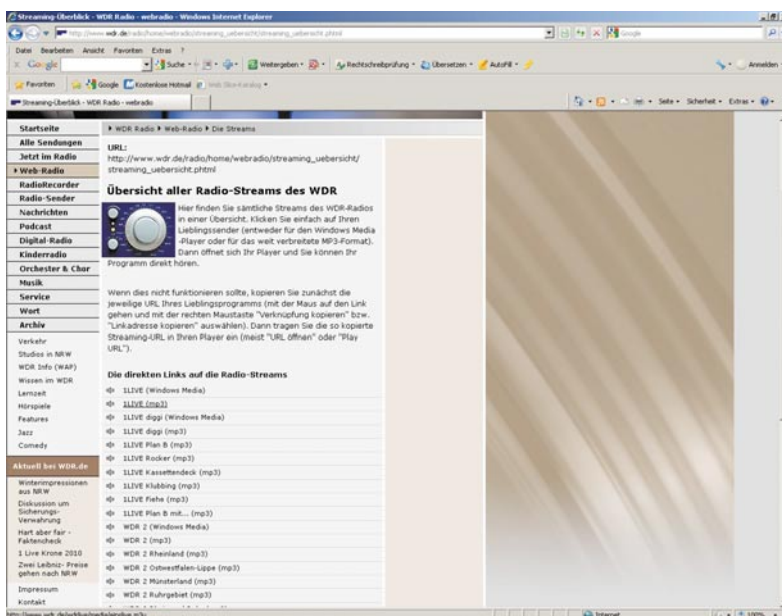 Streaming-Überblick - WDR Radio - webradio - Windows Internet Explorer
Google
Datei Bearbeiten Ansicht Favoriten Extras ?
Google Suche Weitergeben Rechtschreibprüfung Übersetzen AutoFill Anmelden
Favoriten Google Kostenlose Hotmail
Streaming-Überblick - WDR Radio - webradio
Seite Sicherheit Extras
Startseite
Alle Sendungen
Jetzt im Radio
Web-Radio
RadioRecorder
Radio-Sender
Nachrichten
Podcast
Digital-Radio
Kinderradio
Orchester & Chor
Musik
Service
Wort
Archiv
Verkehr
Studios in NRW
WDR Info (WAP)
Wissen im WDR
Lernzeit
Hörspiele
Features
Jazz
Comedy
Aktuell bei WDR.de
Winterimpressionen
aus NRW
Diskussion um
Sicherungs-
Verwahrung
Hart aber fair -
Faktencheck
1 Live Krone 2010
Zwei Leibniz- Preise
gehen nach NRW
Impressum
Kontakt
WDR Radio Web-Radio Die Streams
URL:
http://www.wdr.de/radio/home/webradio/streaming_uebersicht/
streaming_uebersicht.phtml
Übersicht aller Radio-Streams des WDR
Hier finden Sie sämtliche Streams des WDR-Radios
in einer Übersicht. Klicken Sie einfach auf Ihren
Lieblingssender (entweder für den Windows Media
-Player oder für das weit verbreitete MP3-Format).
Dann öffnet sich Ihr Player und Sie können Ihr
Programm direkt hören.
Wenn dies nicht funktionieren sollte, kopieren Sie zunächst die
jeweilige URL Ihres Lieblingsprogramms (mit der Maus auf den Link
gehen und mit der rechten Maustaste "Verknüpfung kopieren" bzw.
"Linkadresse kopieren" auswählen). Dann tragen Sie die so kopierte
Streaming-URL in Ihren Player ein (meist "URL öffnen" oder "Play
URL").
Die direkten Links auf die Radio-Streams
1LIVE (Windows Media)
1LIVE (mp3)
1LIVE diggi (Windows Media)
1LIVE diggi (mp3)
1LIVE Plan B (mp3)
1LIVE Rocker (mp3)
1LIVE Kassettendeck (mp3)
1LIVE Klubbing (mp3)
1LIVE Fiehe (mp3)
1LIVE Plan B mit... (mp3)
WDR 2 (Windows Media)
WDR 2 (mp3)
WDR 2 Rheinland (mp3)
WDR 2 Ostwestfalen-Lippe (mp3)
WDR 2 Münsterland (mp3)
WDR 2 Ruhrgebiet (mp3)
Internet 100%